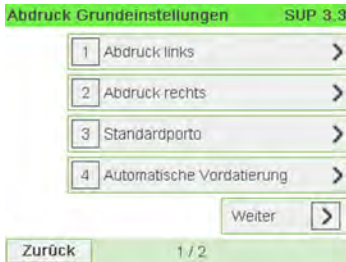 Abdruck Grundeinstellungen SUP 3.3
1 Abdruck links
2 Abdruck rechts
3 Standardporto
4 Automatische Vordatierung
Weiter
Zurück 1 / 2